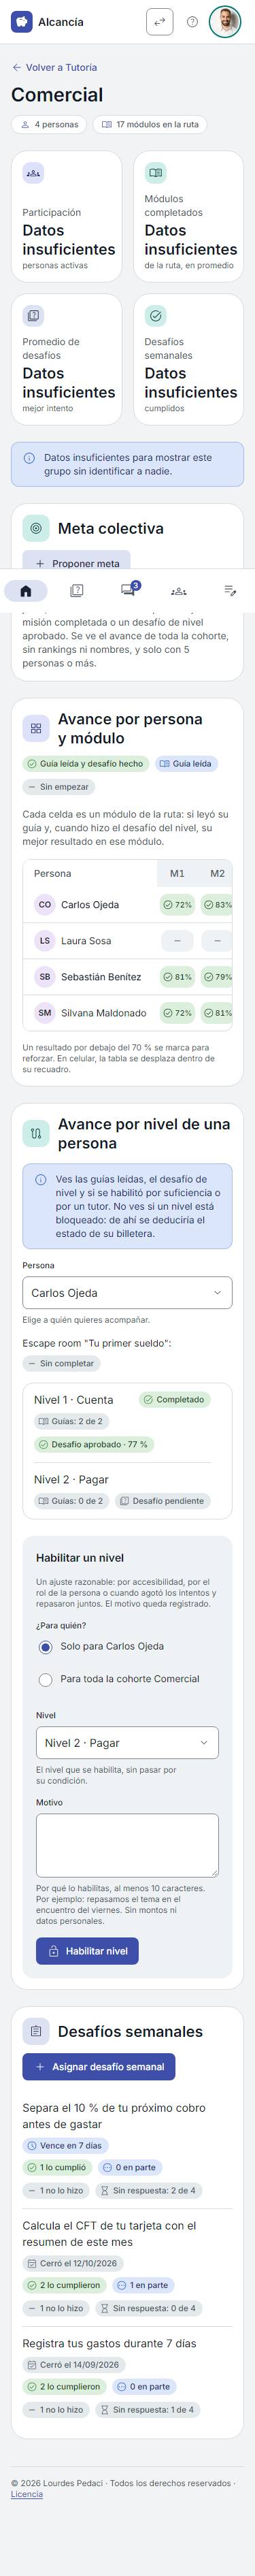 Alcancía
Volver a Tutoría
Comercial
4 personas
17 módulos en la ruta
Participación
Datos
insuficientes
personas activas
Módulos
completados
Datos
insuficientes
de la ruta, en promedio
Promedio de
desafíos
Datos
insuficientes
mejor intento
Desafíos
semanales
Datos
insuficientes
cumplidos
Datos insuficientes para mostrar este
grupo sin identificar a nadie.
Meta colectiva
Proponer meta
3
misión completada o un desafío de nivel
aprobado. Se ve el avance de toda la cohorte,
sin rankings ni nombres, y solo con 5
personas o más.
Avance por persona
y módulo
Guía leída y desafío hecho
Guía leída
Sin empezar
Cada celda es un módulo de la ruta: si leyó su
guía y, cuando hizo el desafío del nivel, su
mejor resultado en ese módulo.
Persona M1 M2
CO Carlos Ojeda 72% 83%
LS Laura Sosa – –
SB Sebastián Benítez 81% 79%
SM Silvana Maldonado 72% 81%
Un resultado por debajo del 70 % se marca para
reforzar. En celular, la tabla se desplaza dentro de
su recuadro.
Avance por nivel de una
persona
Ves las guías leídas, el desafío de
nivel y si se habilitó por suficiencia o
por un tutor. No ves si un nivel está
bloqueado: de ahí se deduciría el
estado de su billetera.
Persona
Carlos Ojeda
Elige a quién quieres acompañar.
Escape room "Tu primer sueldo":
Sin completar
Nivel 1 · Cuenta
Completado
Guías: 2 de 2
Desafío aprobado · 77 %
Nivel 2 · Pagar
Guías: 0 de 2
Desafío pendiente
Habilitar un nivel
Un ajuste razonable: por accesibilidad, por el
rol de la persona o cuando agotó los intentos y
repasaron juntos. El motivo queda registrado.
¿Para quién?
Solo para Carlos Ojeda
Para toda la cohorte Comercial
Nivel
Nivel 2 · Pagar
El nivel que se habilita, sin pasar por
su condición.
Motivo
Por qué lo habilitas, al menos 10 caracteres.
Por ejemplo: repasamos el tema en el
encuentro del viernes. Sin montos ni
datos personales.
Habilitar nivel
Desafíos semanales
Asignar desafío semanal
Separa el 10 % de tu próximo cobro
antes de gastar
Vence en 7 días
1 lo cumplió
0 en parte
1 no lo hizo
Sin respuesta: 2 de 4
Calcula el CFT de tu tarjeta con el
resumen de este mes
Cerró el 12/10/2026
2 lo cumplieron
1 en parte
1 no lo hizo
Sin respuesta: 0 de 4
Registra tus gastos durante 7 días
Cerró el 14/09/2026
2 lo cumplieron
0 en parte
1 no lo hizo
Sin respuesta: 1 de 4
© 2026 Lourdes Pedaci · Todos los derechos reservados ·
Licencia